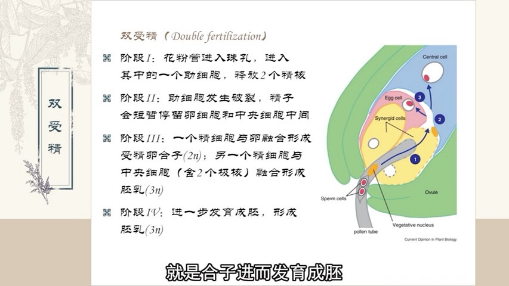 双受精
双受精（Double fertilization）
阶段I：花粉管进入珠孔，进入
其中的一个助细胞，释放2个精核
阶段II：助细胞发生破裂，精子
会短暂停留卵细胞和中央细胞中间
阶段III：一个精细胞与卵融合形成
受精卵合子(2n)；另一个精细胞与
中央细胞（含2个极核）融合形成
胚乳(3n)
阶段IV：进一步发育成胚，形成
胚乳(3n)
Central cell
Egg cell
3
Synergid cells
2
1
Ovule
Sperm cells
Vegetative nucleus
pollen tube
Current Opinion in Plant Biology
就是合子进而发育成胚